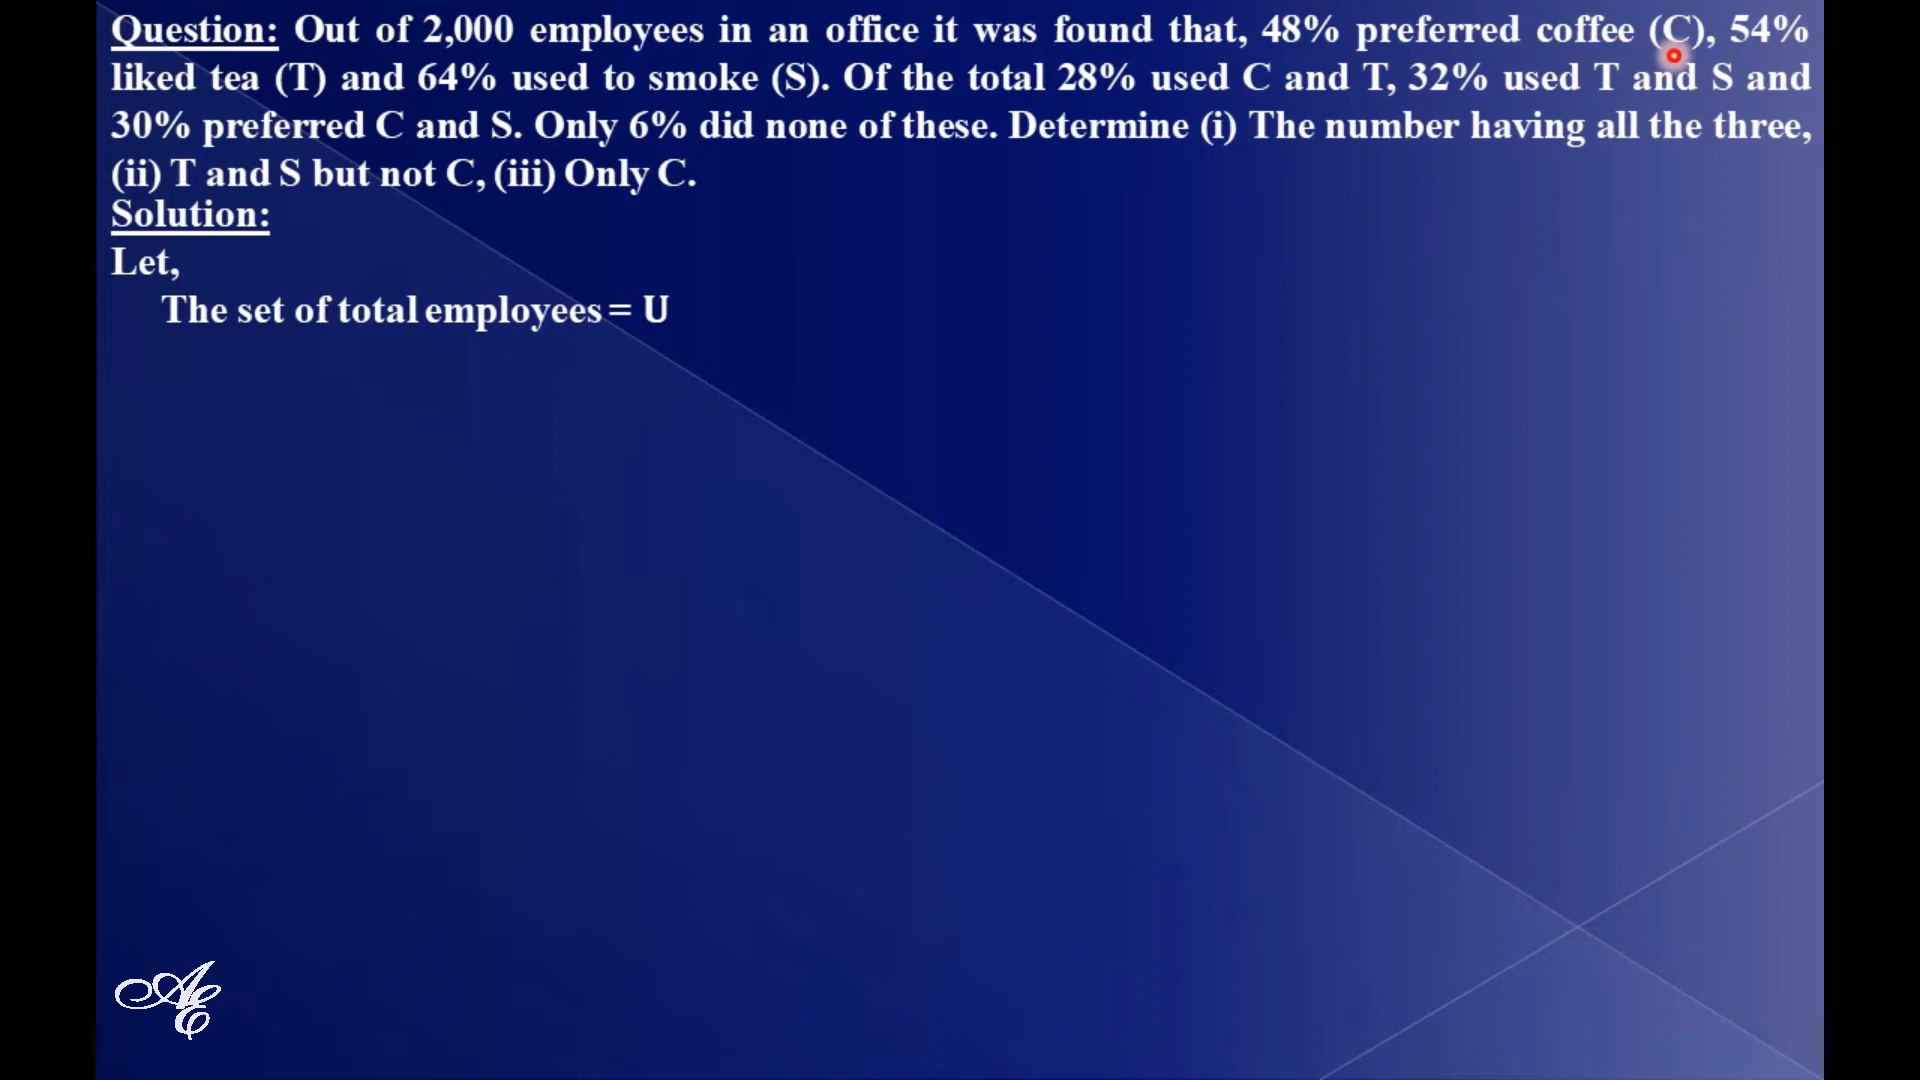 Question: Out of 2,000 employees in an office it was found that, 48% preferred coffee (C), 54%
liked tea (T) and 64% used to smoke (S). Of the total 28% used C and T, 32% used T and S and
30% preferred C and S. Only 6% did none of these. Determine (i) The number having all the three,
(ii) T and S but not C, (iii) Only C.
Solution:
Let,
The set of total employees = U
AE